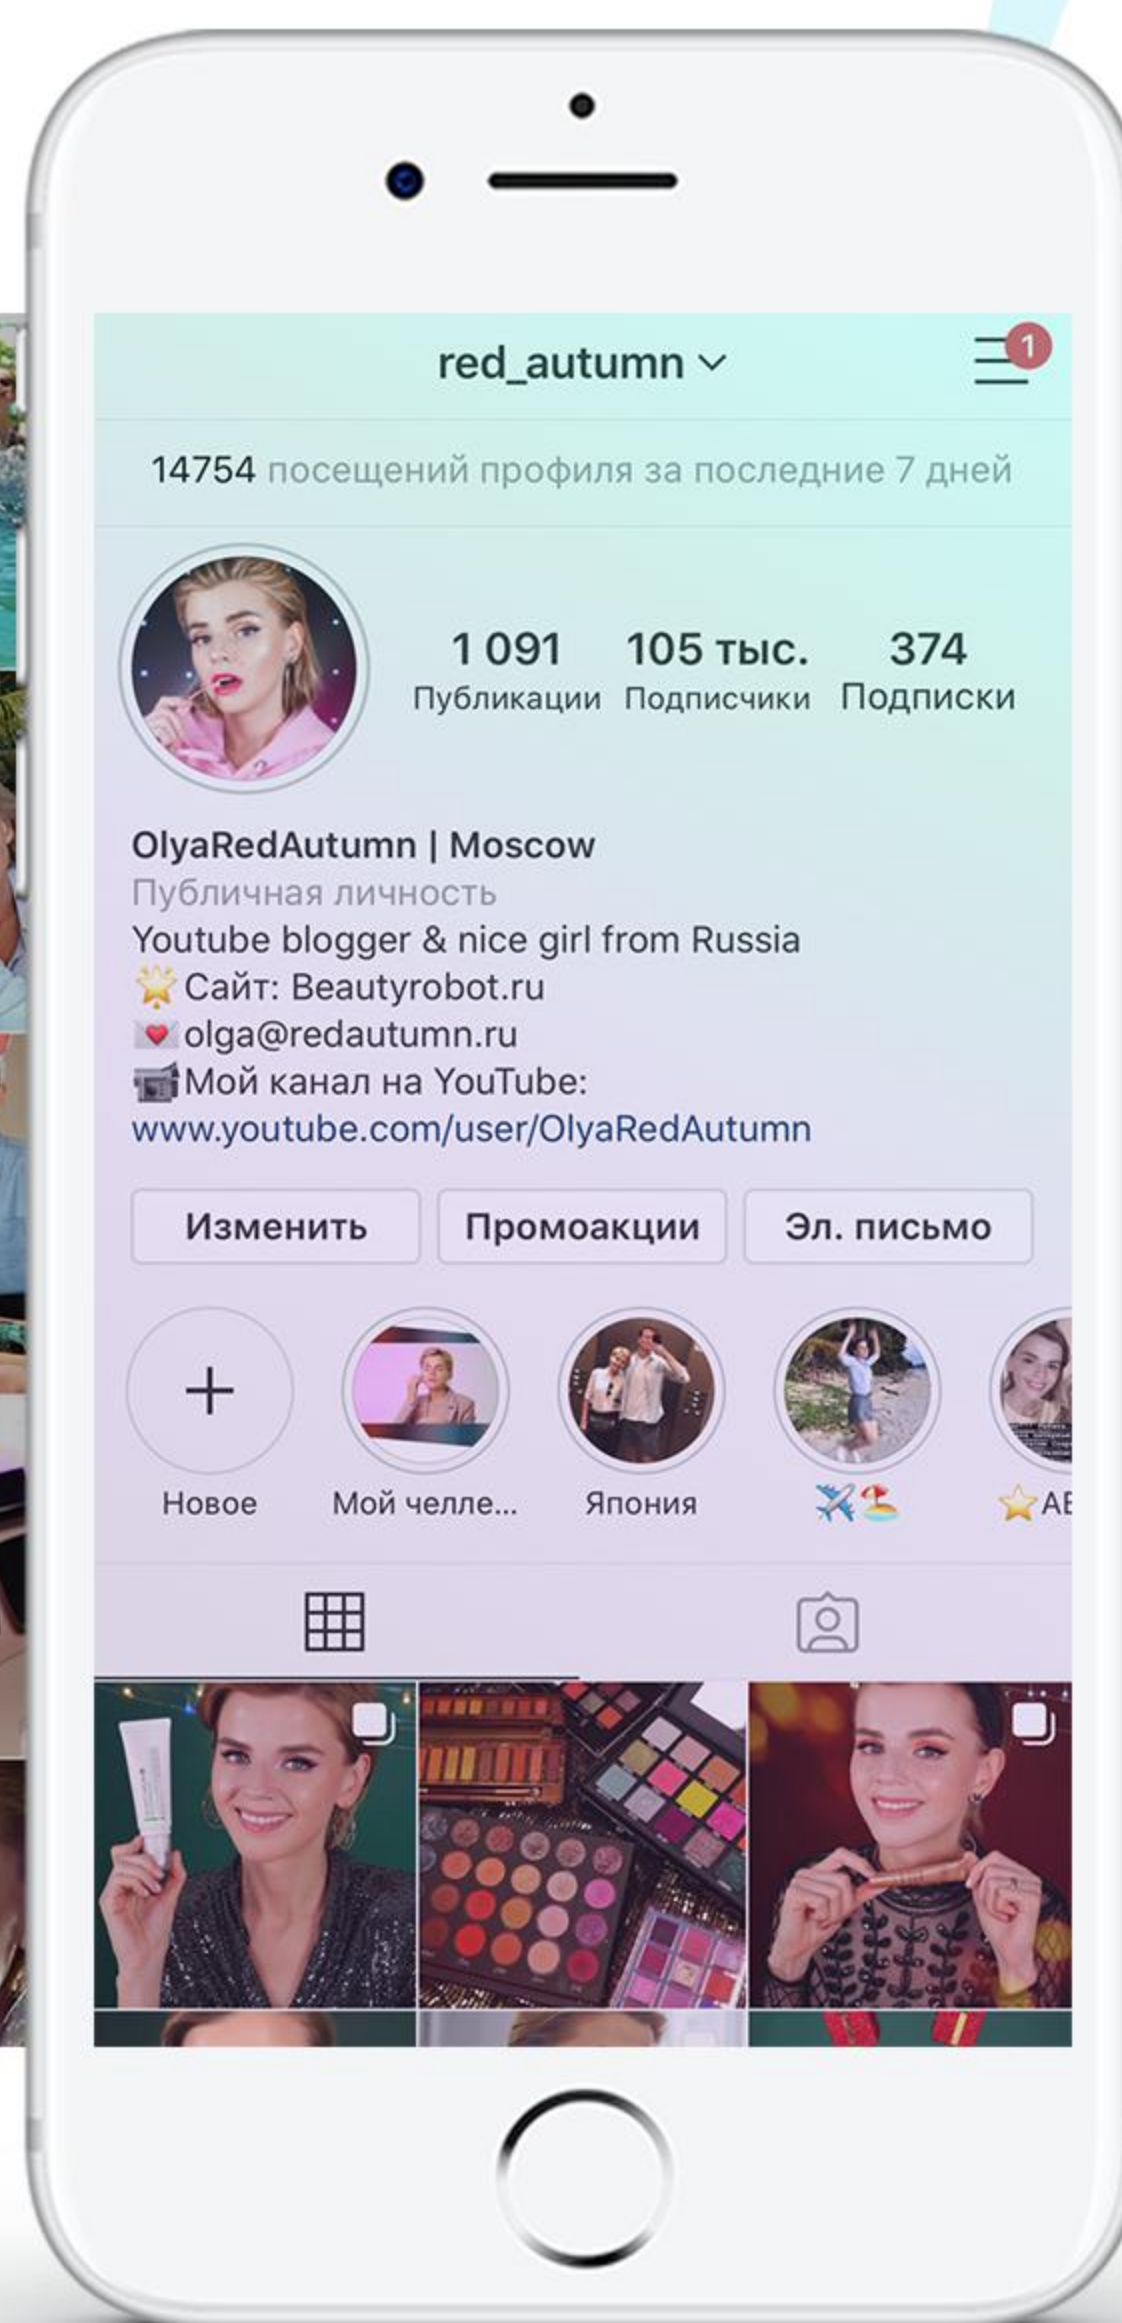 red_autumn
1
14754 посещений профиля за последние 7 дней
1 091 105 тыс. 374
Публикации Подписчики Подписки
OlyaRedAutumn | Moscow
Публичная личность
Youtube blogger & nice girl from Russia
🌟Сайт: Beautyrobot.ru
💌olga@redautumn.ru
📹Мой канал на YouTube:
www.youtube.com/user/OlyaRedAutumn
Изменить Промоакции Эл. письмо
Новое Мой челле... Япония ✈️🏖 ⭐